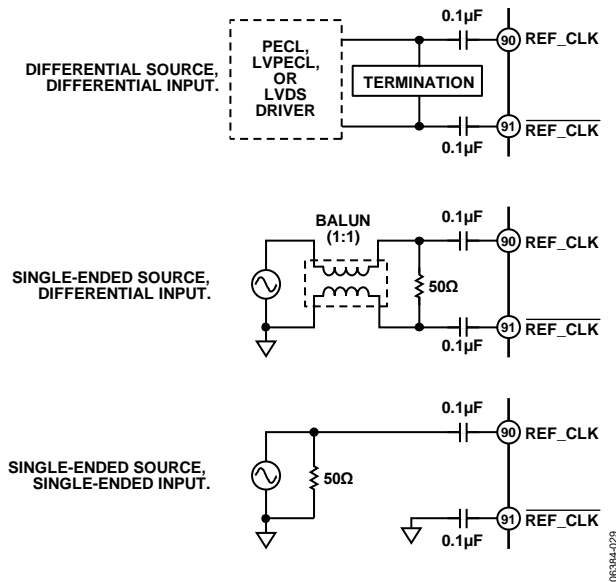 DIFFERENTIAL SOURCE,
DIFFERENTIAL INPUT.
PECL,
LVPECL,
OR
LVDS
DRIVER
TERMINATION
0.1µF
90 REF_CLK
91 REF_CLK
0.1µF
SINGLE-ENDED SOURCE,
DIFFERENTIAL INPUT.
BALUN
(1:1)
50Ω
0.1µF
90 REF_CLK
91 REF_CLK
0.1µF
SINGLE-ENDED SOURCE,
SINGLE-ENDED INPUT.
50Ω
0.1µF
90 REF_CLK
91 REF_CLK
0.1µF
06384-029